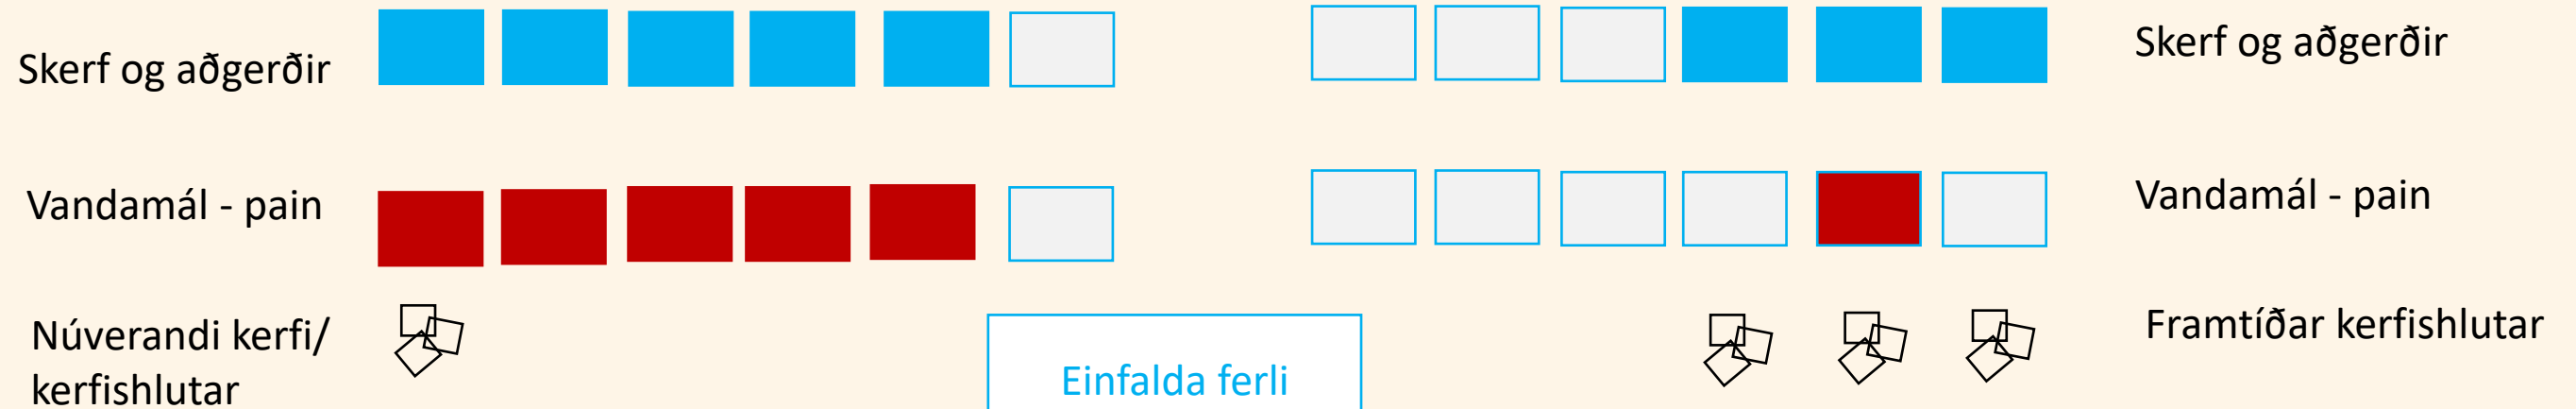 Skerf og aðgerðir
Skerf og aðgerðir
Vandamál - pain
Vandamál - pain
Núverandi kerfi/
kerfishlutar
Einfalda ferli
Framtíðar kerfishlutar